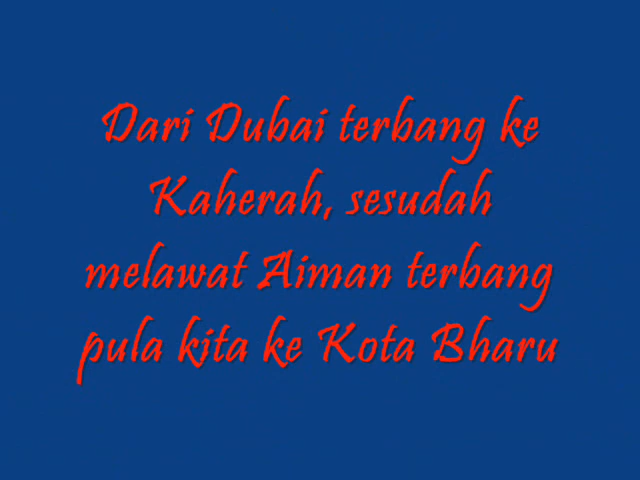 Dari Dubai terbang ke
Kaherah, sesudah
melawat Aiman terbang
pula kita ke Kota Bharu